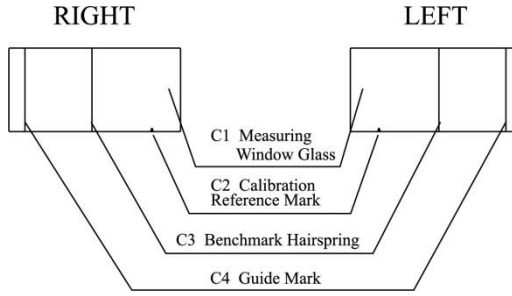 RIGHT
LEFT
C1 Measuring
Window Glass
C2 Calibration
Reference Mark
C3 Benchmark Hairspring
C4 Guide Mark